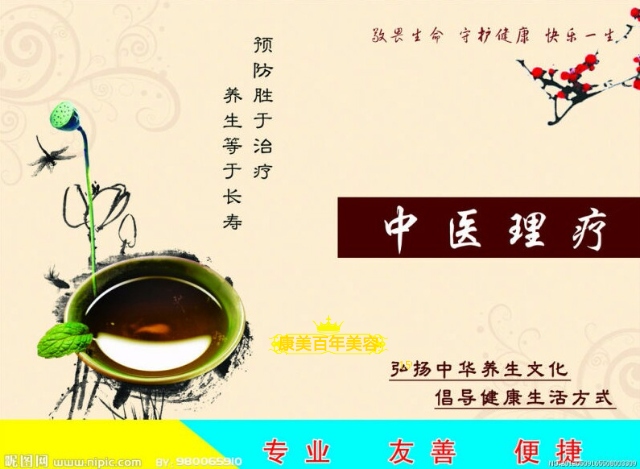 敬畏生命 守护健康 快乐一生
预防胜于治疗
养生等于长寿
中医理疗
康美百年美容
弘扬中华养生文化
倡导健康生活方式
专业 友善 便捷
昵图网
www.nipic.com
BY: 980065910